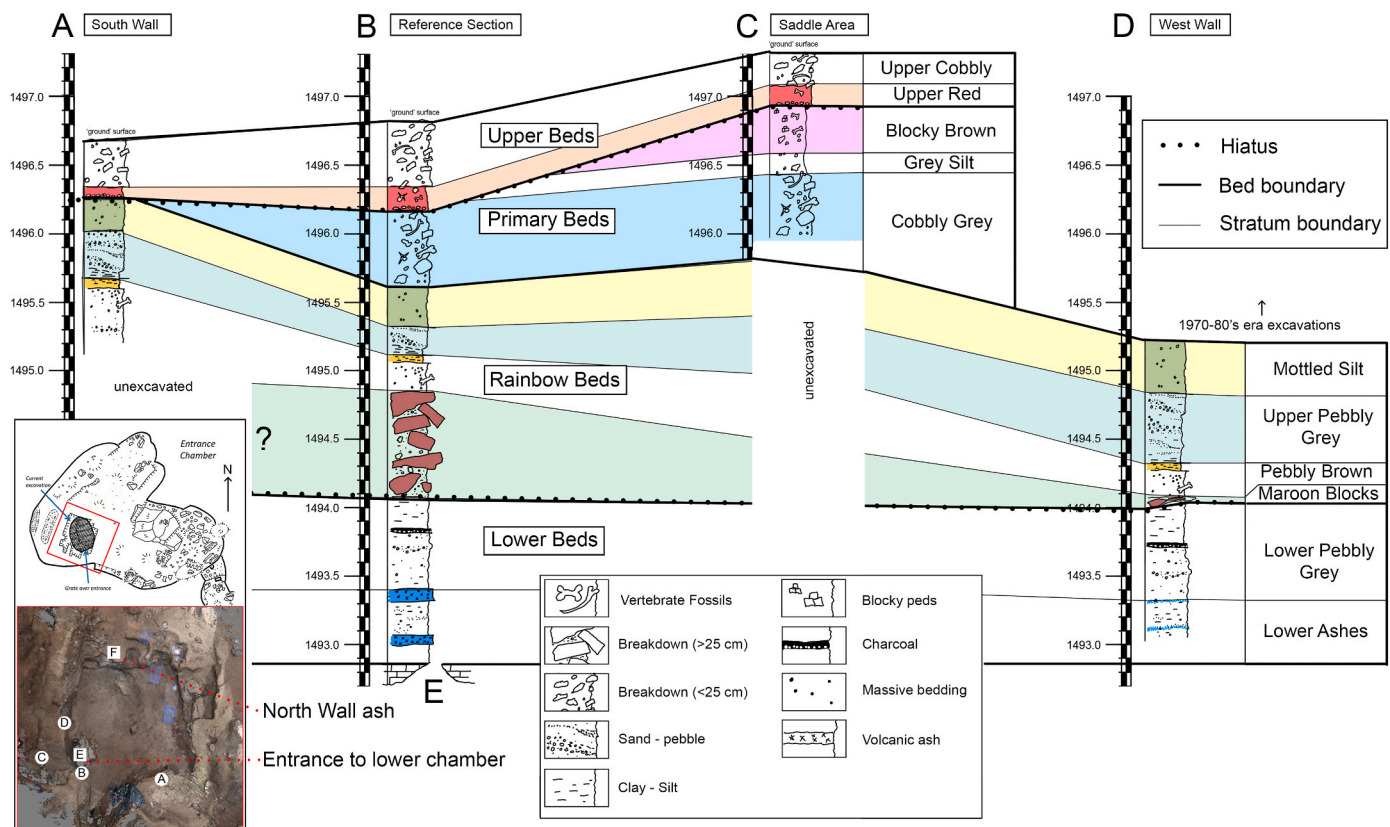 A
South Wall
B
Reference Section
C
Saddle Area
D
West Wall
'ground' surface
Upper Cobbly
Upper Red
Blocky Brown
Grey Silt
Cobbly Grey
1497.0
1496.5
1496.0
1495.5
1495.0
'ground' surface
1497.0
1496.5
1496.0
1495.5
1495.0
1494.5
1494.0
1493.5
1493.0
'ground' surface
1497.0
1496.5
1496.0
1497.0
1496.5
1496.0
1495.5
1495.0
1494.5
1494.0
1493.5
1493.0
Upper Beds
Primary Beds
Rainbow Beds
Lower Beds
unexcavated
?
unexcavated
Hiatus
Bed boundary
Stratum boundary
↑
1970-80's era excavations
Mottled Silt
Upper Pebbly
Grey
Pebbly Brown
Maroon Blocks
Lower Pebbly
Grey
Lower Ashes
Entrance
Chamber
N
Current
excavation
Grate over entrance
E
F
D
C
E
B
A
North Wall ash
Entrance to lower chamber
Vertebrate Fossils
Breakdown (>25 cm)
Breakdown (<25 cm)
Sand - pebble
Clay - Silt
Blocky peds
Charcoal
Massive bedding
Volcanic ash